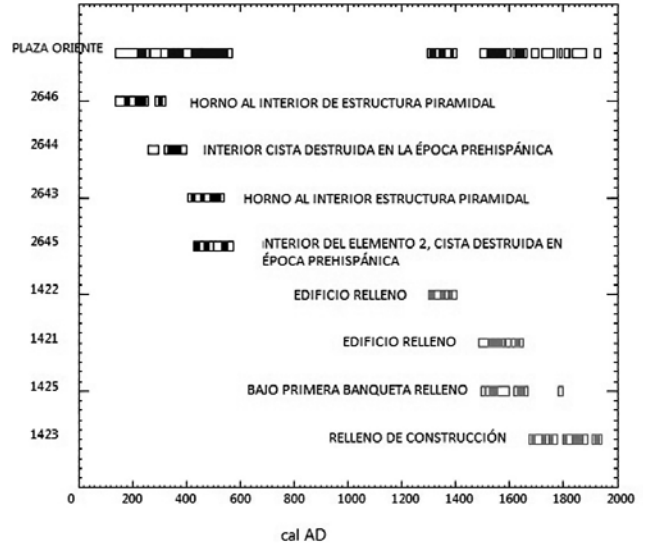 PLAZA ORIENTE
2646 HORNO AL INTERIOR DE ESTRUCTURA PIRAMIDAL
2644 INTERIOR CISTA DESTRUIDA EN LA ÉPOCA PREHISPÁNICA
2643 HORNO AL INTERIOR ESTRUCTURA PIRAMIDAL
2645 INTERIOR DEL ELEMENTO 2, CISTA DESTRUIDA EN
ÉPOCA PREHISPÁNICA
1422 EDIFICIO RELLENO
1421 EDIFICIO RELLENO
1425 BAJO PRIMERA BANQUETA RELLENO
1423 RELLENO DE CONSTRUCCIÓN
0 200 400 600 800 1000 1200 1400 1600 1800 2000
cal AD